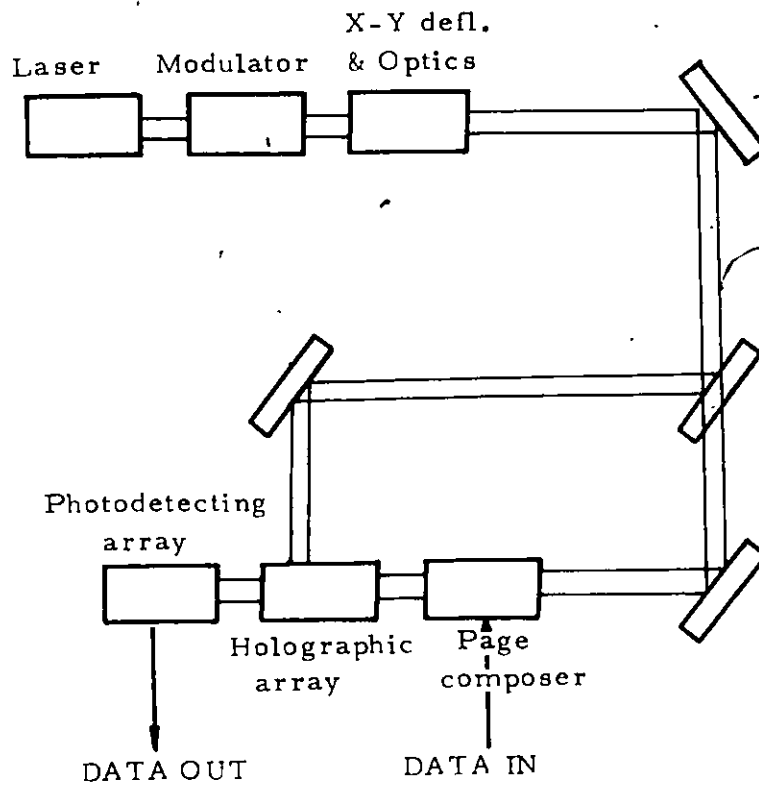 X-Y defl.
Laser Modulator & Optics
Photodetecting
array
Holographic
array
Page
composer
DATA OUT DATA IN